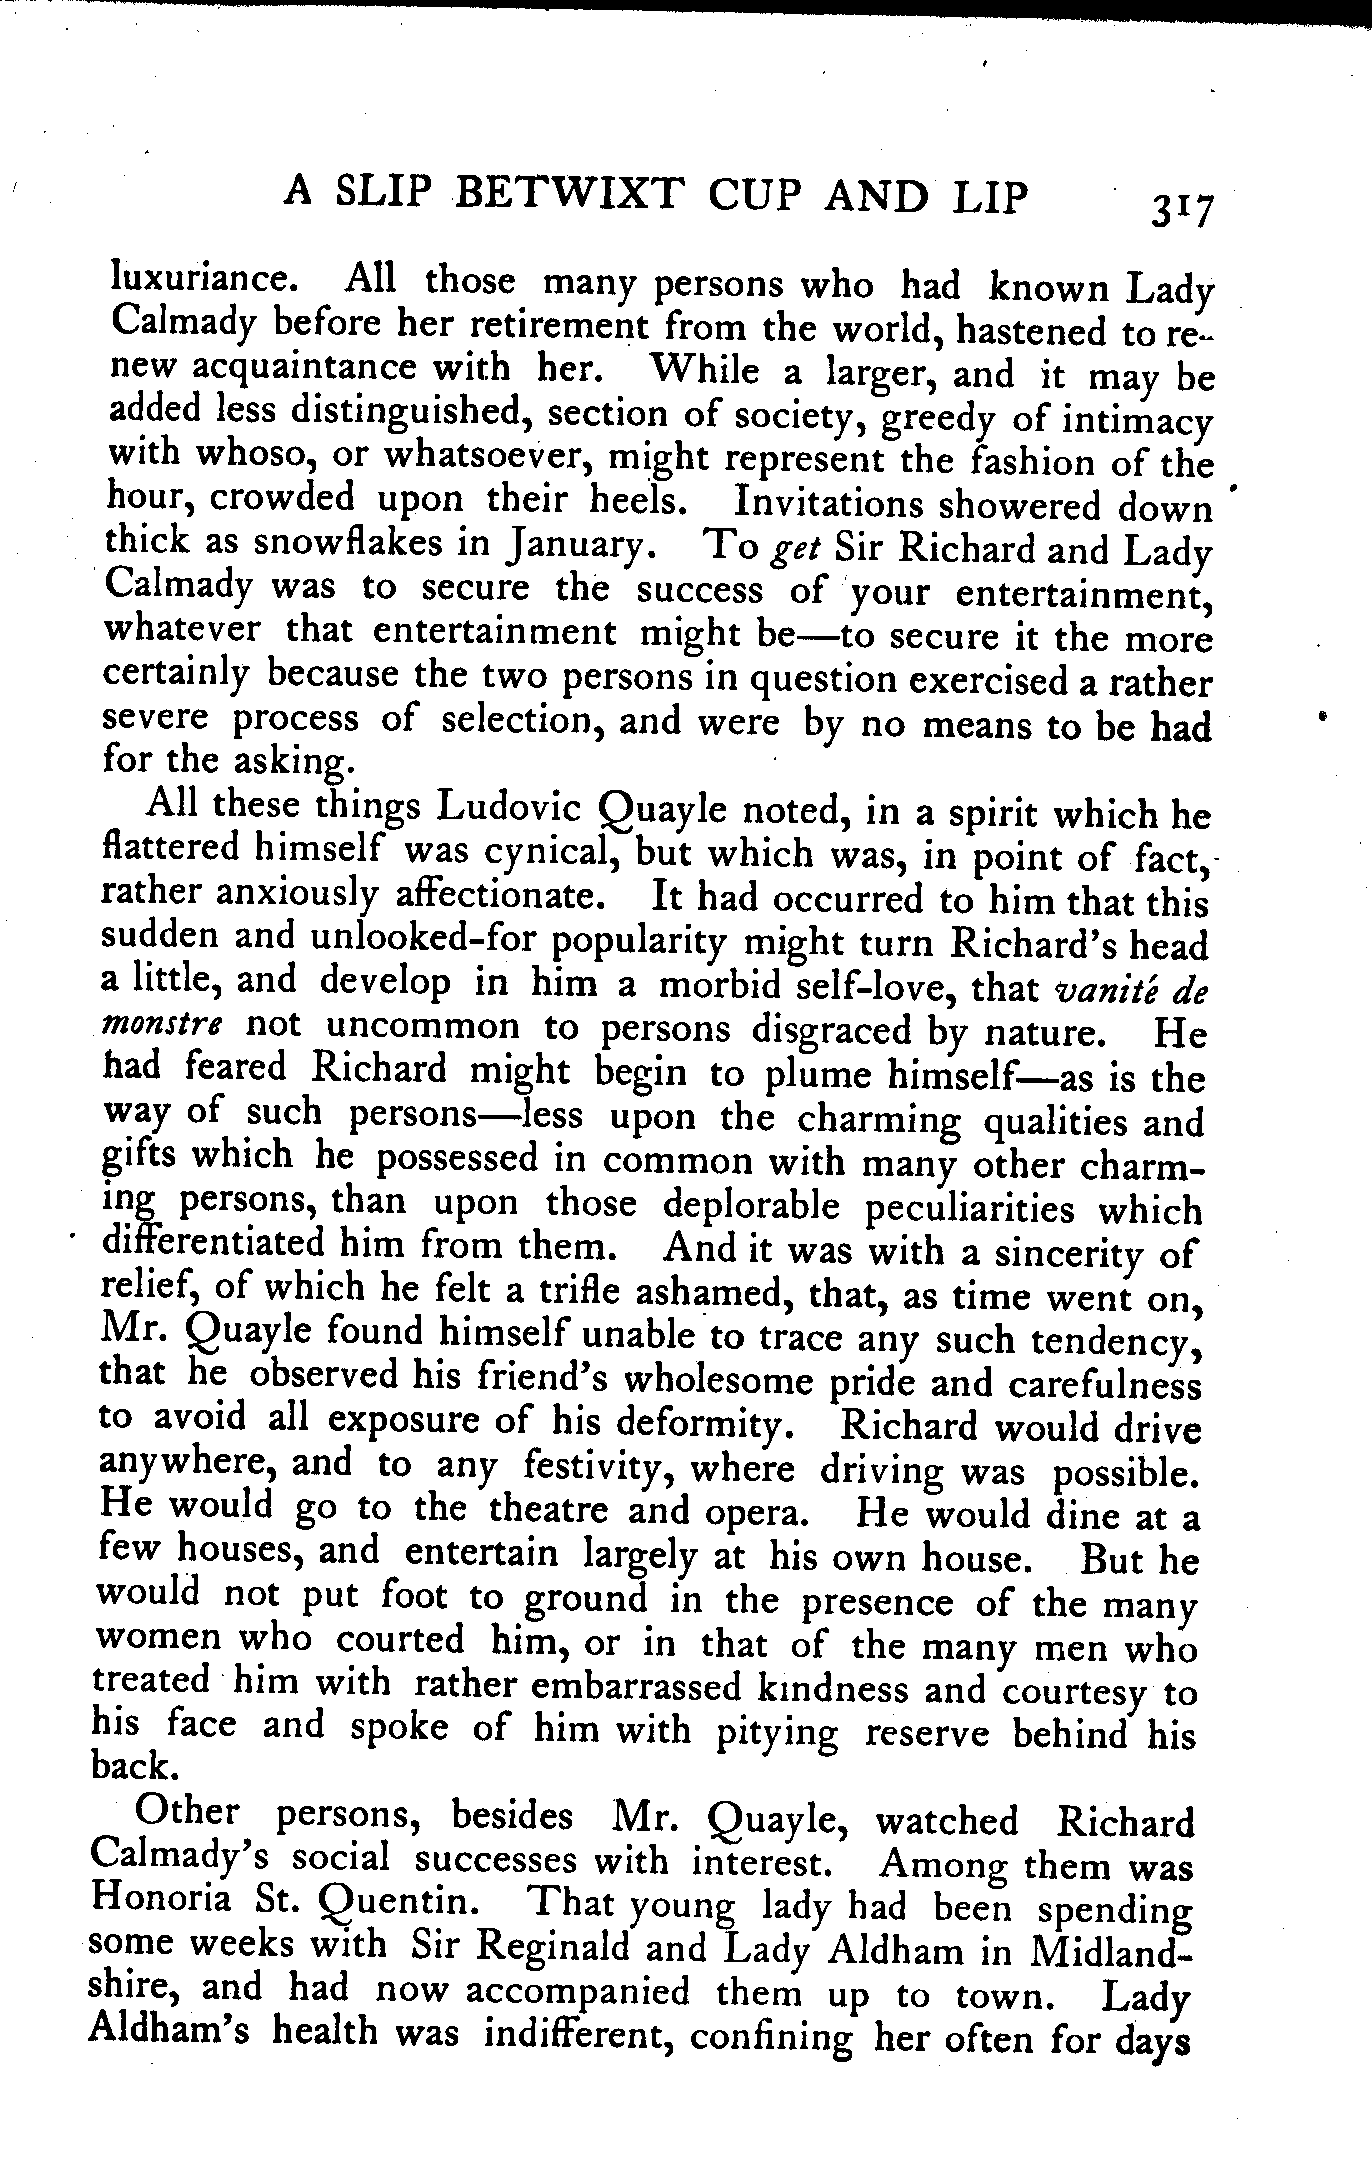 A SLIP BETWIXT CUP AND LIP 317
luxuriance. All those many persons who had known Lady
Calmady before her retirement from the world, hastened to re-
new acquaintance with her. While a larger, and it may be
added less distinguished, section of society, greedy of intimacy
with whoso, or whatsoever, might represent the fashion of the
hour, crowded upon their heels. Invitations showered down
thick as snowflakes in January. To get Sir Richard and Lady
Calmady was to secure the success of your entertainment,
whatever that entertainment might be—to secure it the more
certainly because the two persons in question exercised a rather
severe process of selection, and were by no means to be had
for the asking.
All these things Ludovic Quayle noted, in a spirit which he
flattered himself was cynical, but which was, in point of fact,
rather anxiously affectionate. It had occurred to him that this
sudden and unlooked-for popularity might turn Richard's head
a little, and develop in him a morbid self-love, that vanité de
monstre not uncommon to persons disgraced by nature. He
had feared Richard might begin to plume himself—as is the
way of such persons—less upon the charming qualities and
gifts which he possessed in common with many other charm-
ing persons, than upon those deplorable peculiarities which
differentiated him from them. And it was with a sincerity of
relief, of which he felt a trifle ashamed, that, as time went on,
Mr. Quayle found himself unable to trace any such tendency,
that he observed his friend's wholesome pride and carefulness
to avoid all exposure of his deformity. Richard would drive
anywhere, and to any festivity, where driving was possible.
He would go to the theatre and opera. He would dine at a
few houses, and entertain largely at his own house. But he
would not put foot to ground in the presence of the many
women who courted him, or in that of the many men who
treated him with rather embarrassed kindness and courtesy to
his face and spoke of him with pitying reserve behind his
back.
Other persons, besides Mr. Quayle, watched Richard
Calmady's social successes with interest. Among them was
Honoria St. Quentin. That young lady had been spending
some weeks with Sir Reginald and Lady Aldham in Midland-
shire, and had now accompanied them up to town. Lady
Aldham's health was indifferent, confining her often for days